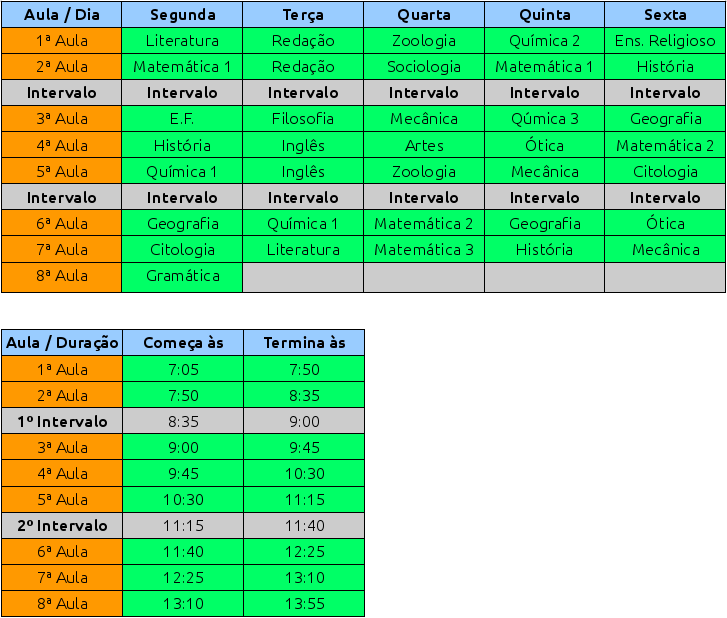 Aula / Dia Segunda Terça Quarta Quinta Sexta
1ª Aula Literatura Redação Zoologia Química 2 Ens. Religioso
2ª Aula Matemática 1 Redação Sociologia Matemática 1 História
Intervalo Intervalo Intervalo Intervalo Intervalo Intervalo
3ª Aula E.F. Filosofia Mecânica Qúmica 3 Geografia
4ª Aula História Inglês Artes Ótica Matemática 2
5ª Aula Química 1 Inglês Zoologia Mecânica Citologia
Intervalo Intervalo Intervalo Intervalo Intervalo Intervalo
6ª Aula Geografia Química 1 Matemática 2 Geografia Ótica
7ª Aula Citologia Literatura Matemática 3 História Mecânica
8ª Aula Gramática
Aula / Duração Começa às Termina às
1ª Aula 7:05 7:50
2ª Aula 7:50 8:35
1º Intervalo 8:35 9:00
3ª Aula 9:00 9:45
4ª Aula 9:45 10:30
5ª Aula 10:30 11:15
2º Intervalo 11:15 11:40
6ª Aula 11:40 12:25
7ª Aula 12:25 13:10
8ª Aula 13:10 13:55